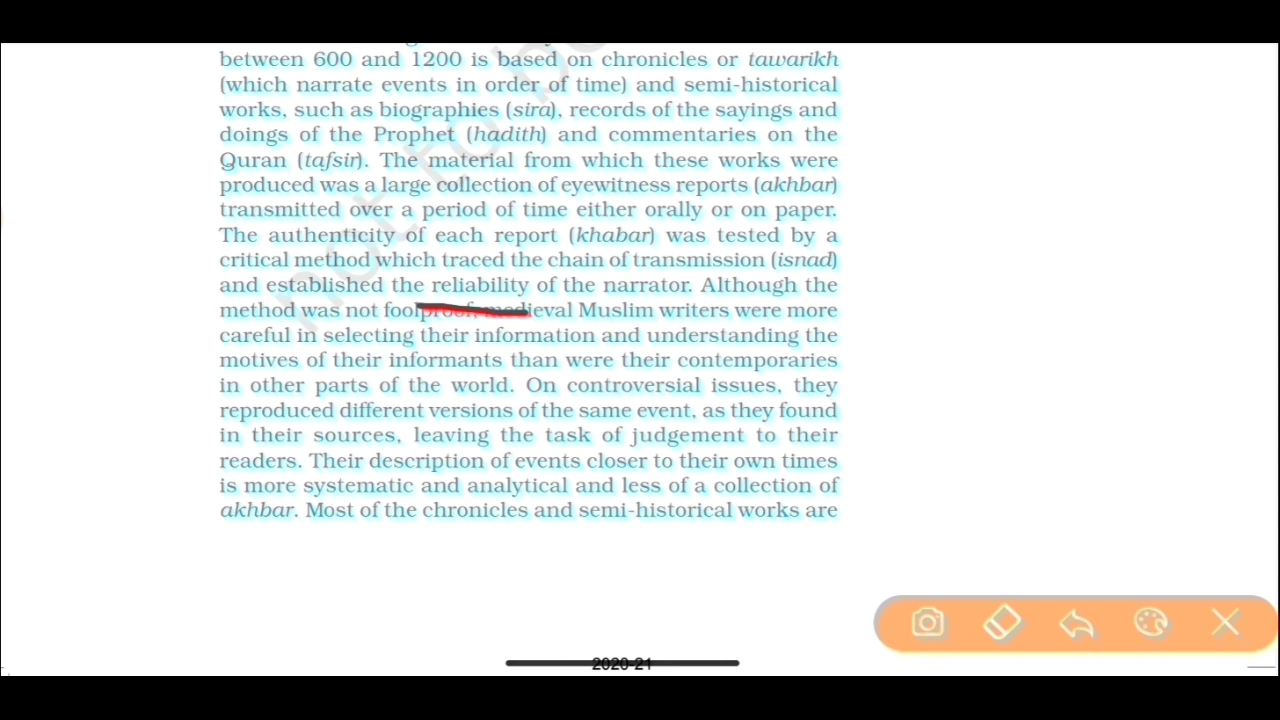 between 600 and 1200 is based on chronicles or tawarikh
(which narrate events in order of time) and semi-historical
works, such as biographies (sira), records of the sayings and
doings of the Prophet (hadith) and commentaries on the
Quran (tafsir). The material from which these works were
produced was a large collection of eyewitness reports (akhbar)
transmitted over a period of time either orally or on paper.
The authenticity of each report (khabar) was tested by a
critical method which traced the chain of transmission (isnad)
and established the reliability of the narrator. Although the
method was not foolproof, medieval Muslim writers were more
careful in selecting their information and understanding the
motives of their informants than were their contemporaries
in other parts of the world. On controversial issues, they
reproduced different versions of the same event, as they found
in their sources, leaving the task of judgement to their
readers. Their description of events closer to their own times
is more systematic and analytical and less of a collection of
akhbar. Most of the chronicles and semi-historical works are
not to be
2020-21